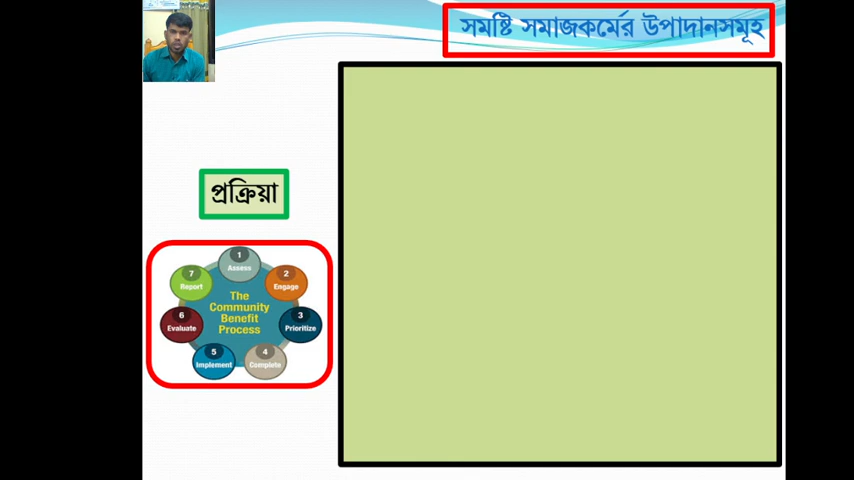 সমষ্টি সমাজকর্মের উপাদানসমূহ
প্রক্রিয়া
1
Assess
2
Engage
3
Prioritize
4
Complete
5
Implement
6
Evaluate
7
Report
The
Community
Benefit
Process